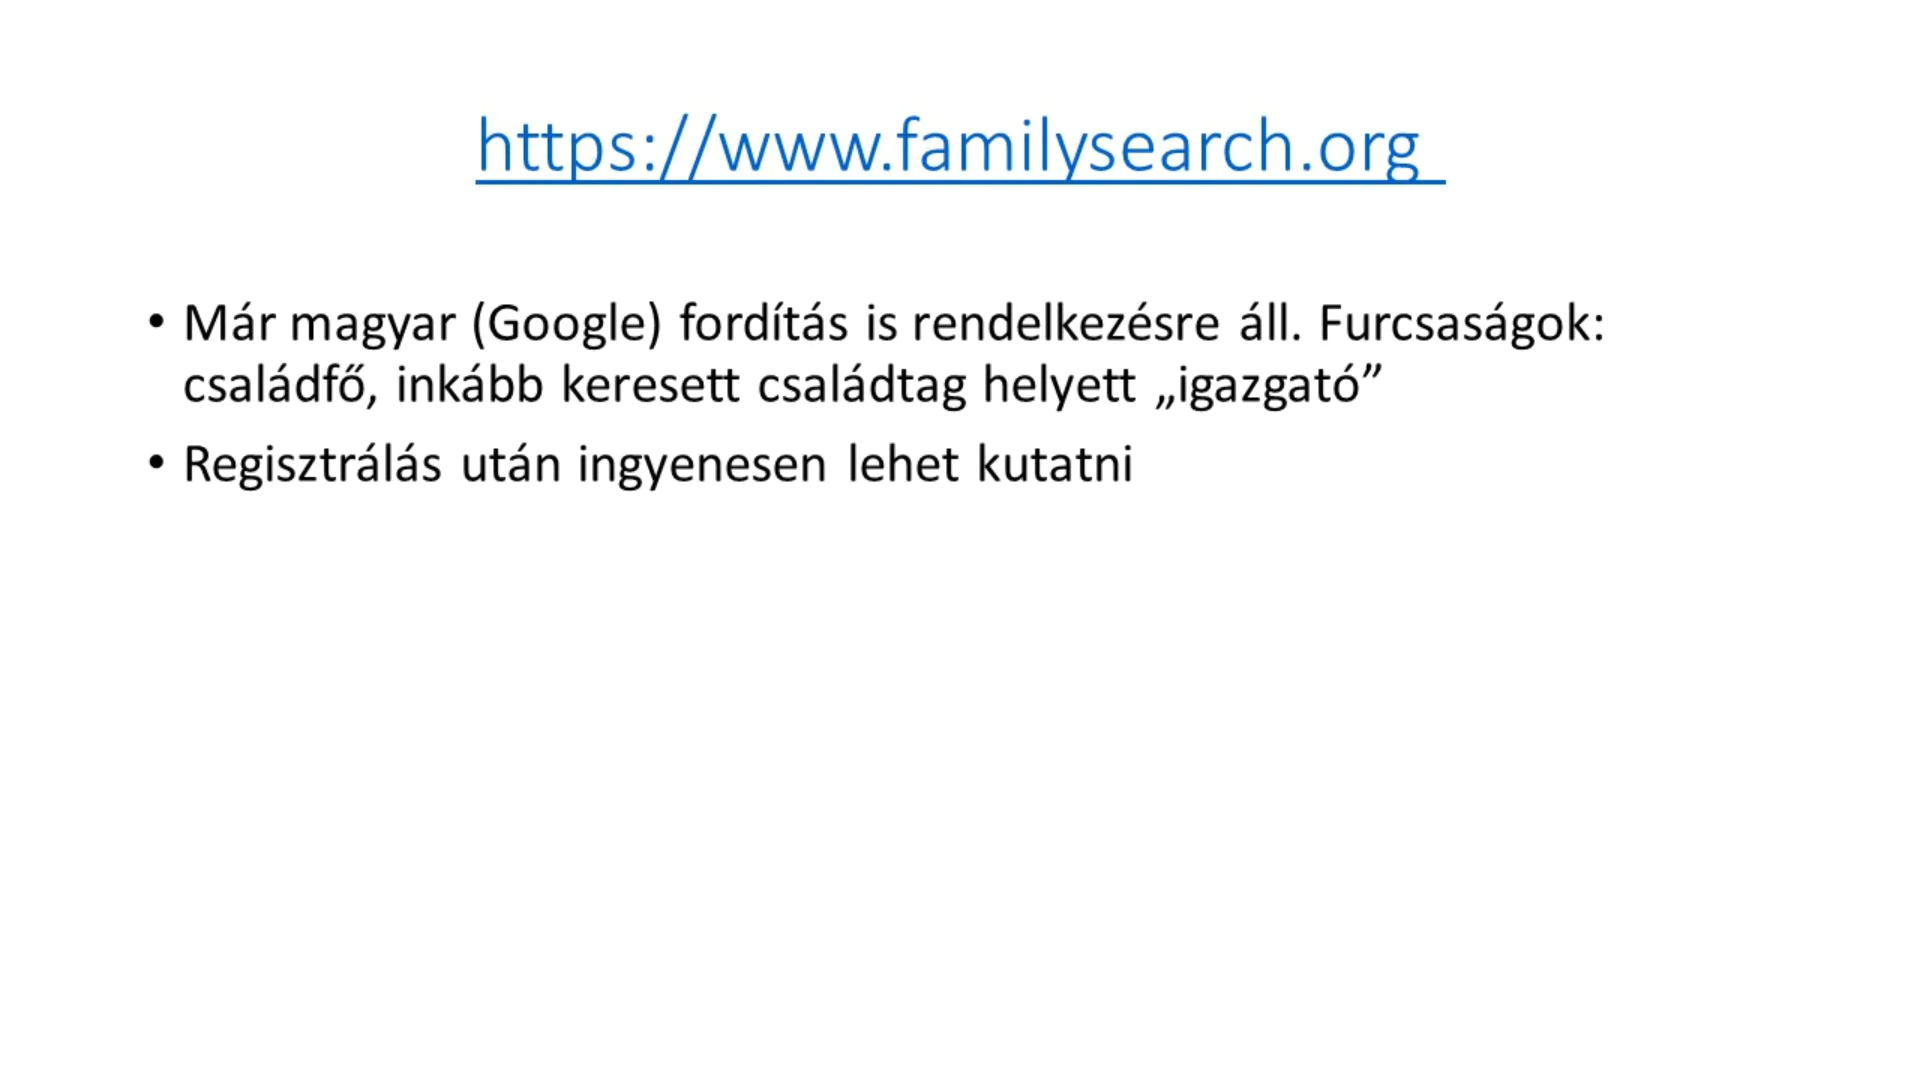 https://www.familysearch.org
• Már magyar (Google) fordítás is rendelkezésre áll. Furcsaságok:
családfő, inkább keresett családtag helyett „igazgató”
• Regisztrálás után ingyenesen lehet kutatni